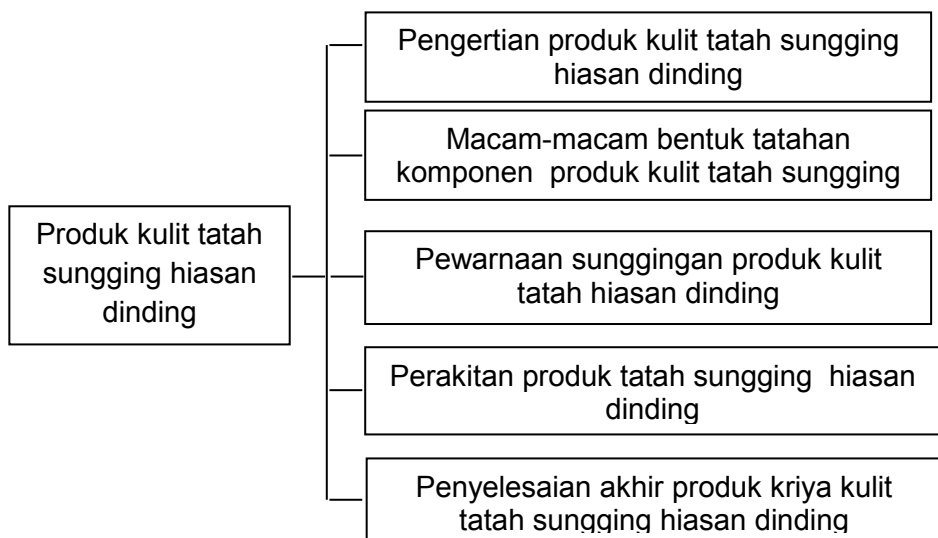 Pengertian produk kulit tatah sungging
hiasan dinding
Macam-macam bentuk tatahan
komponen produk kulit tatah sungging
Produk kulit tatah
sungging hiasan
dinding
Pewarnaan sunggingan produk kulit
tatah hiasan dinding
Perakitan produk tatah sungging hiasan
dinding
Penyelesaian akhir produk kriya kulit
tatah sungging hiasan dinding